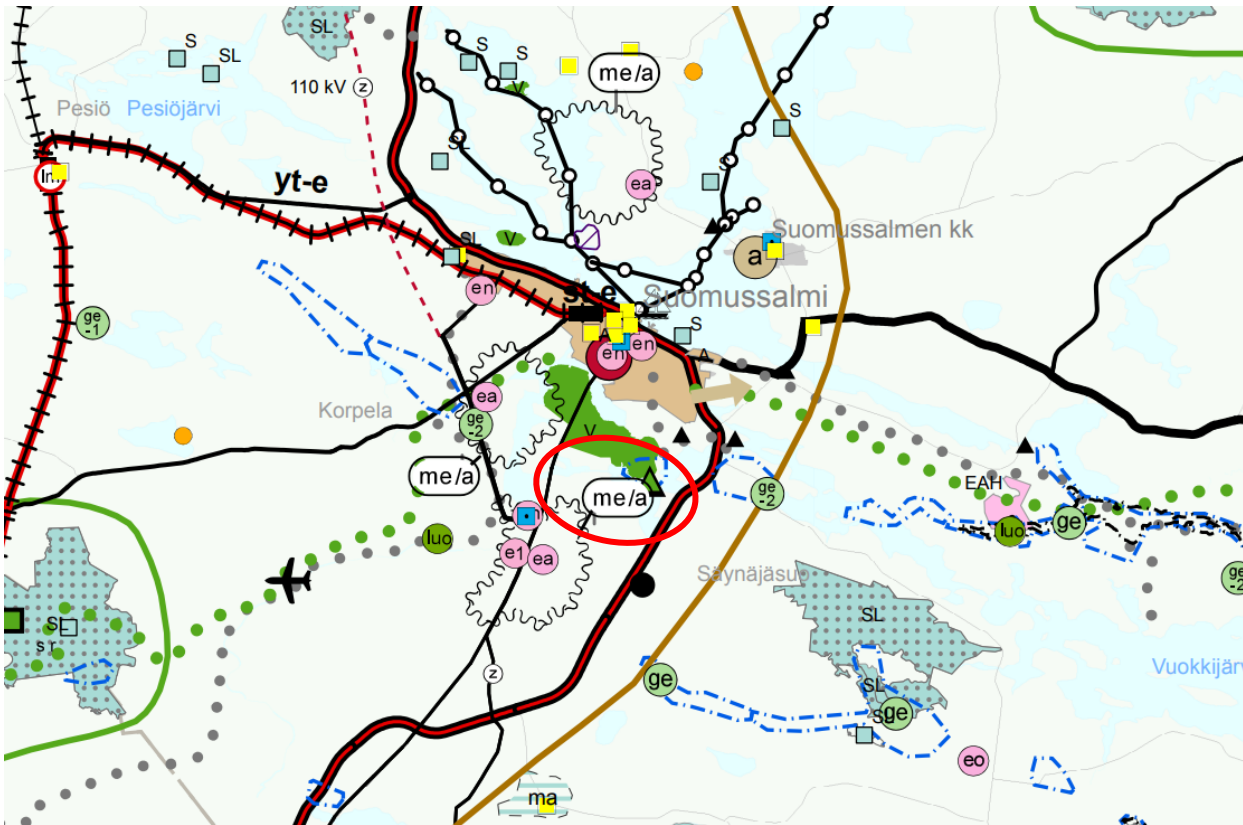 SL
S
SL
S
S
me/a
110 kV
z
V
Pesiö
Pesiöjärvi
S
SL
S
yt-e
ea
SL
V
Suomussalmen kk
a
en
st-e
Suomussalmi
ge
-1
S
A
en
en
A
ea
Korpela
ge
-2
V
me/a
me/a
ge
-2
EAH
luo
luo
ge
e1
ea
Säynäjäsuo
ge
-2
SL
SL
s r
Vuokkijärv
z
ge
SL
ge
eo
ma